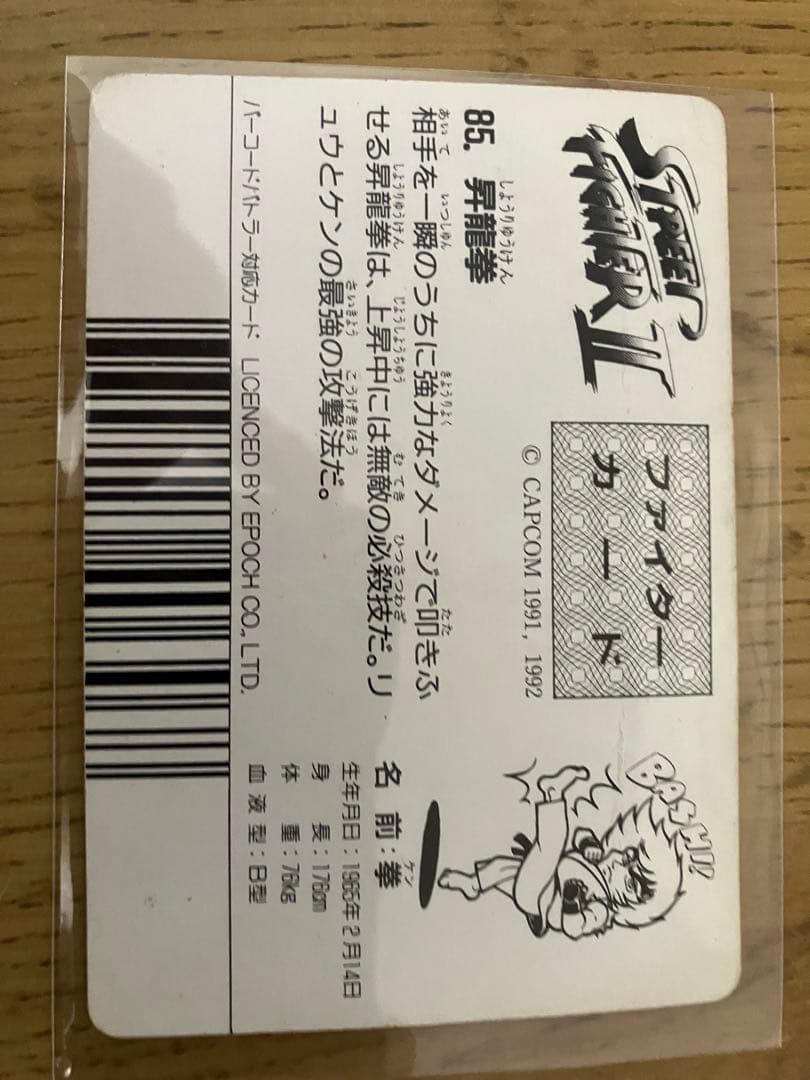 STREET
FIGHTER II
ファイター
カード
© CAPCOM 1991, 1992
BASH!!
85. 昇龍拳
しょうりゅうけん
相手を一瞬のうちに強力なダメージで叩きふ
あいて いっしゅん きょうりょく たた
せる昇龍拳は、上昇中には無敵の必殺技だ。リ
しょうりゅうけん じょうしょうちゅう むてき ひっさつわざ
ュウとケンの最強の攻撃法だ。
さいきょう こうげきほう
名前：拳
ケン
生年月日：1965年2月14日
身長：176cm
体重：76kg
血液型：B型
バーコードバトラー対応カード LICENCED BY EPOCH CO., LTD.